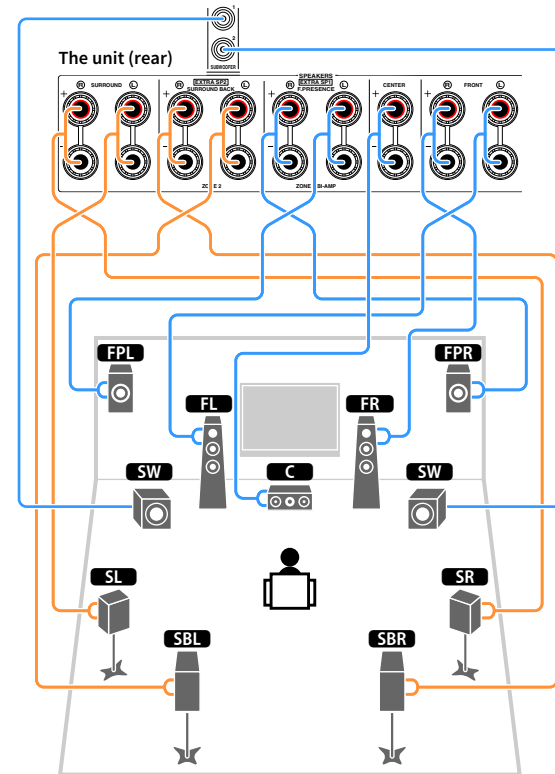 1
2
SUBWOOFER
The unit (rear)
SPEAKERS
EXTRA SP2 EXTRA SP1
R SURROUND L R SURROUND BACK L R F.PRESENCE L CENTER R FRONT L
+ + + + +
- - - - -
ZONE 2 ZONE BI-AMP
FPL FPR
FL FR
SW C SW
SL SR
SBL SBR